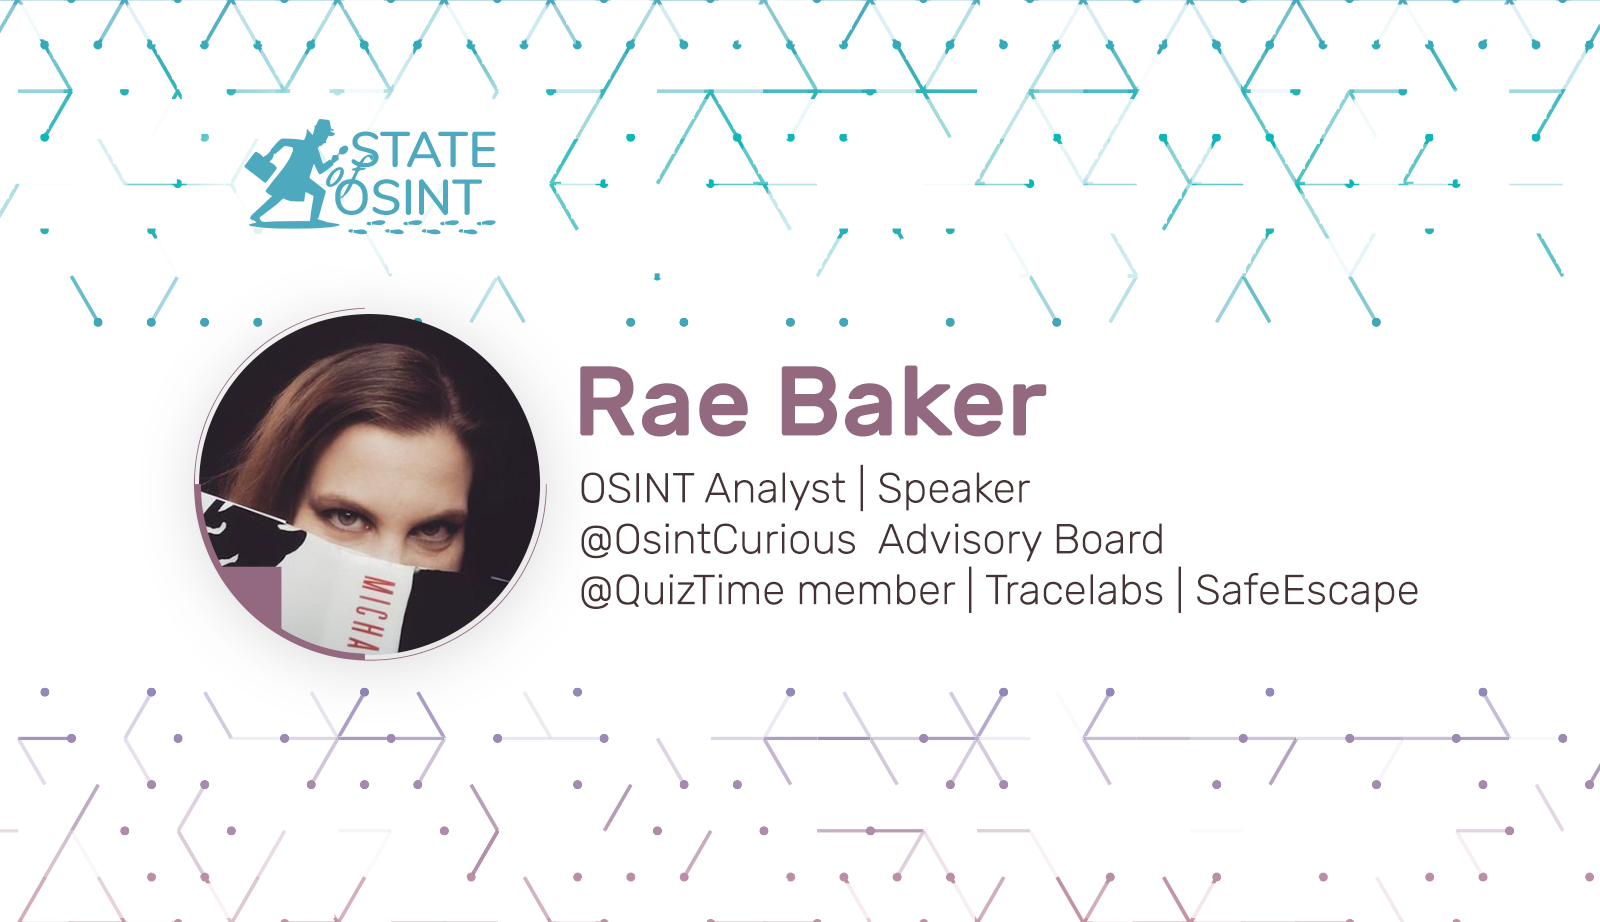 STATE
of
OSINT
Rae Baker
OSINT Analyst | Speaker
@OsintCurious Advisory Board
@QuizTime member | Tracelabs | SafeEscape
MICHA